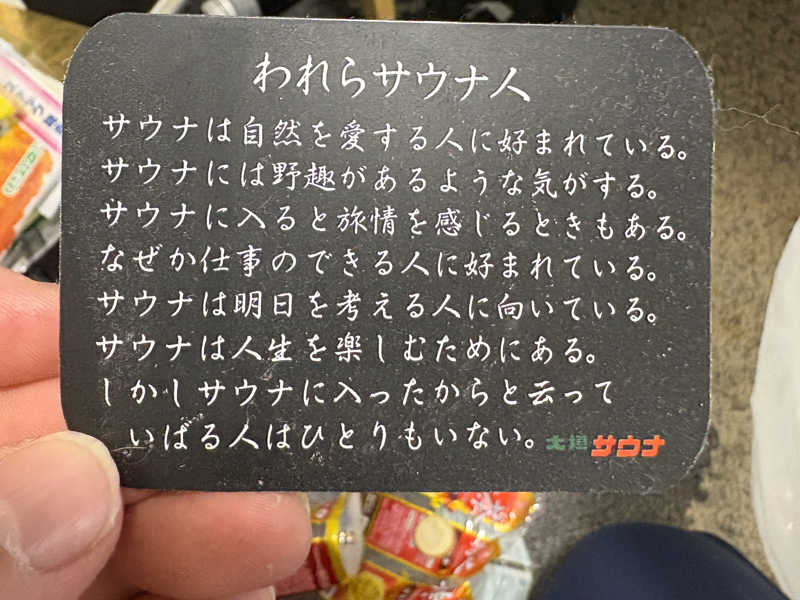 われらサウナ人
サウナは自然を愛する人に好まれている。
サウナには野趣があるような気がする。
サウナに入ると旅情を感じるときもある。
なぜか仕事のできる人に好まれている。
サウナは明日を考える人に向いている。
サウナは人生を楽しむためにある。
しかしサウナに入ったからと云って
いばる人はひとりもいない。
大垣サウナ